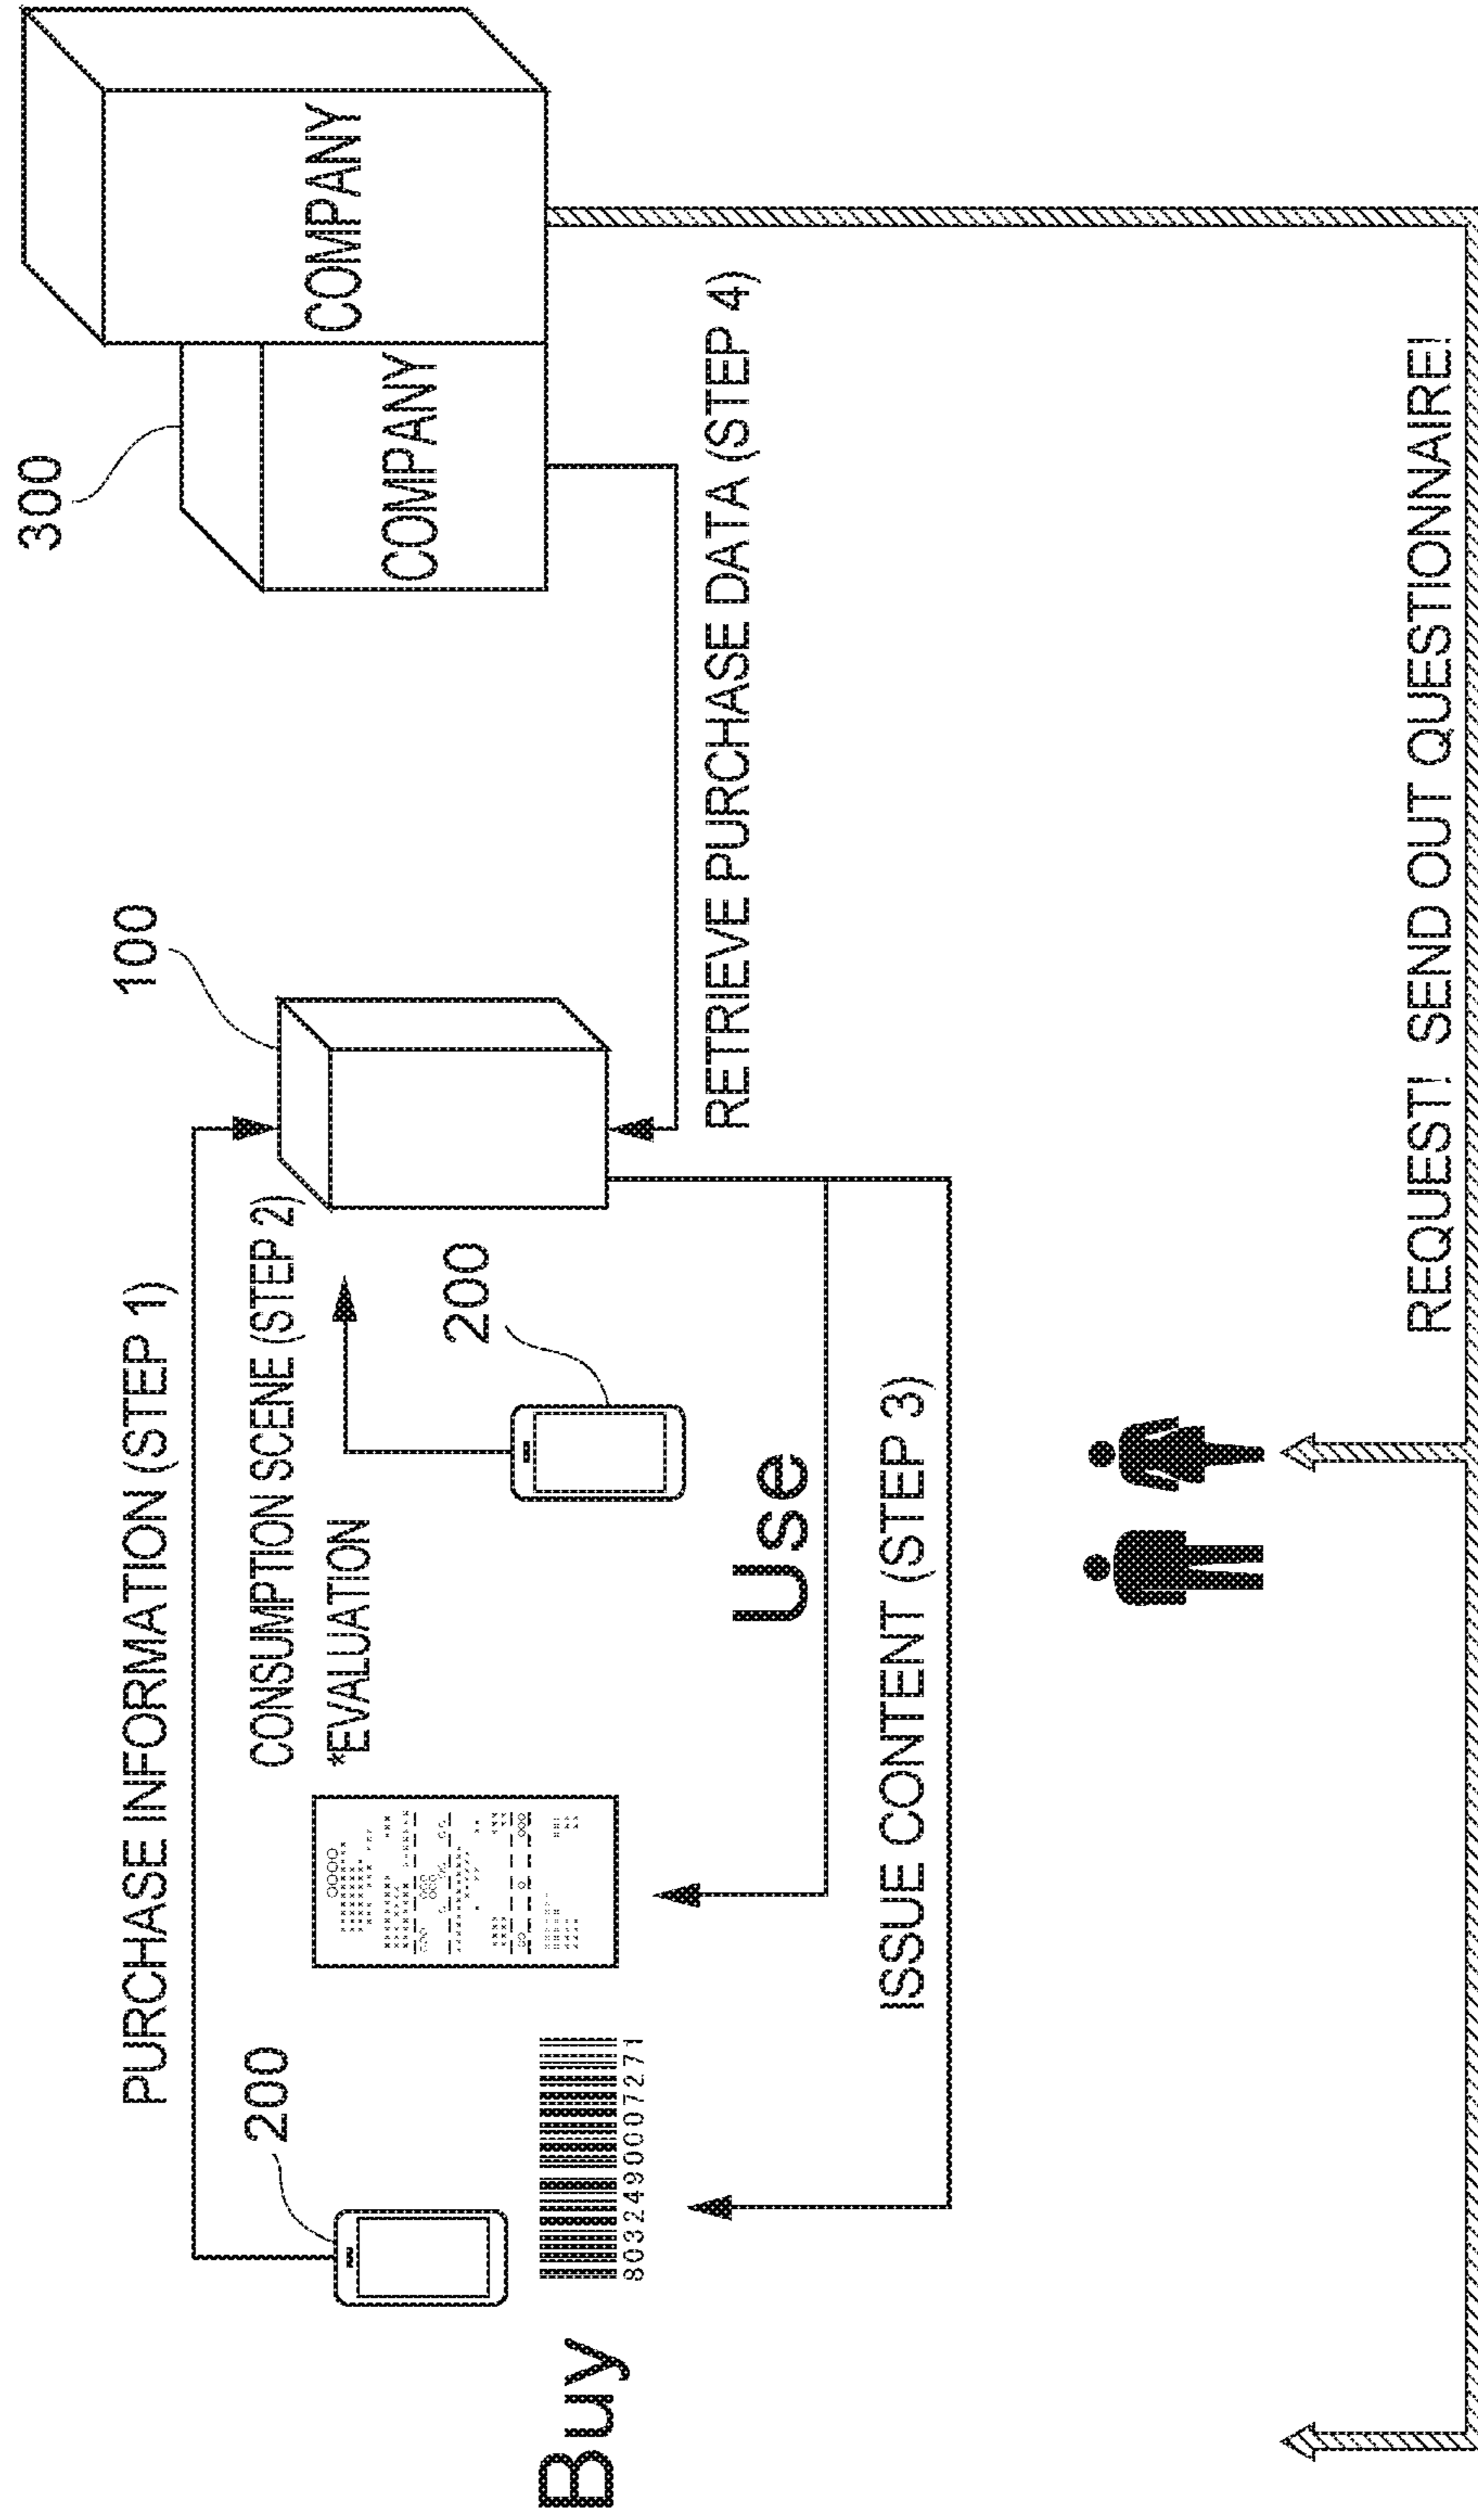 300
COMPANY
COMPANY
100
PURCHASE INFORMATION (STEP 1)
CONSUMPTION SCENE (STEP 2)
*EVALUATION
200
200
RETRIEVE PURCHASE DATA (STEP 4)
Buy
8032490007271
Use
ISSUE CONTENT (STEP 3)
REQUEST! SEND OUT QUESTIONNAIRE!